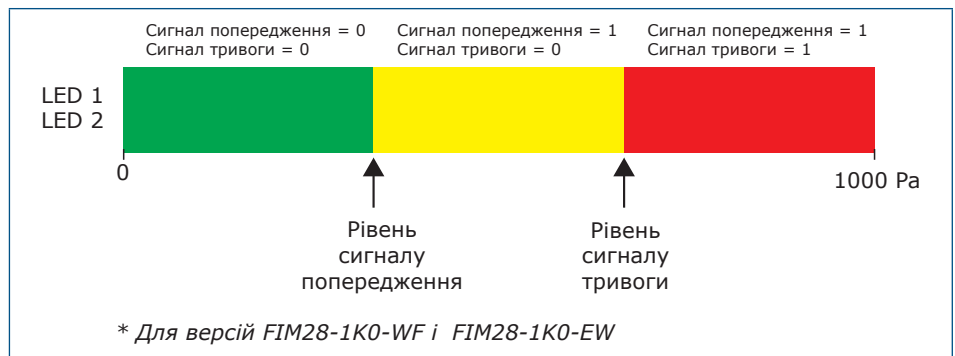 Сигнал попередження = 0
Сигнал тривоги = 0
Сигнал попередження = 1
Сигнал тривоги = 0
Сигнал попередження = 1
Сигнал тривоги = 1
LED 1
LED 2
0
1000 Pa
Рівень
сигналу
попередження
Рівень
сигналу
тривоги
* Для версій FIM28-1K0-WF і FIM28-1K0-EW